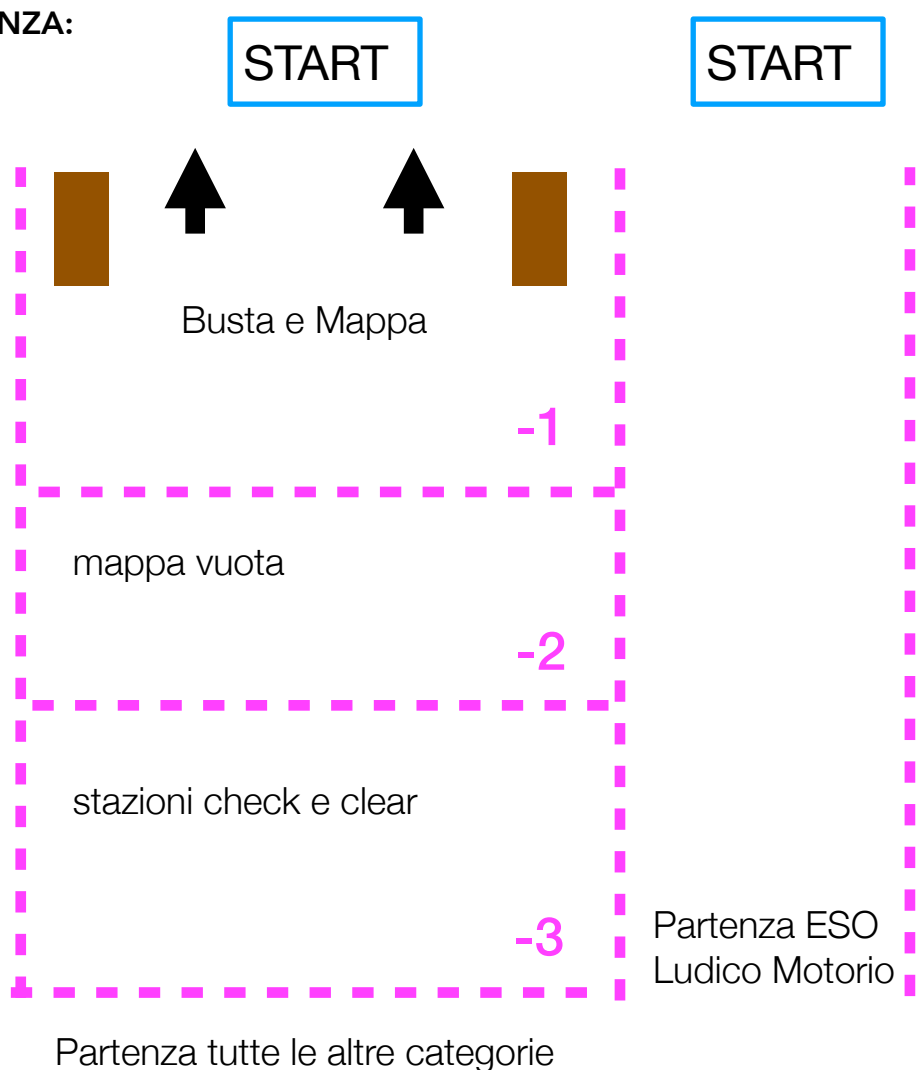 NZA:
START
START
Busta e Mappa
-1
mappa vuota
-2
stazioni check e clear
-3
Partenza ESO
Ludico Motorio
Partenza tutte le altre categorie